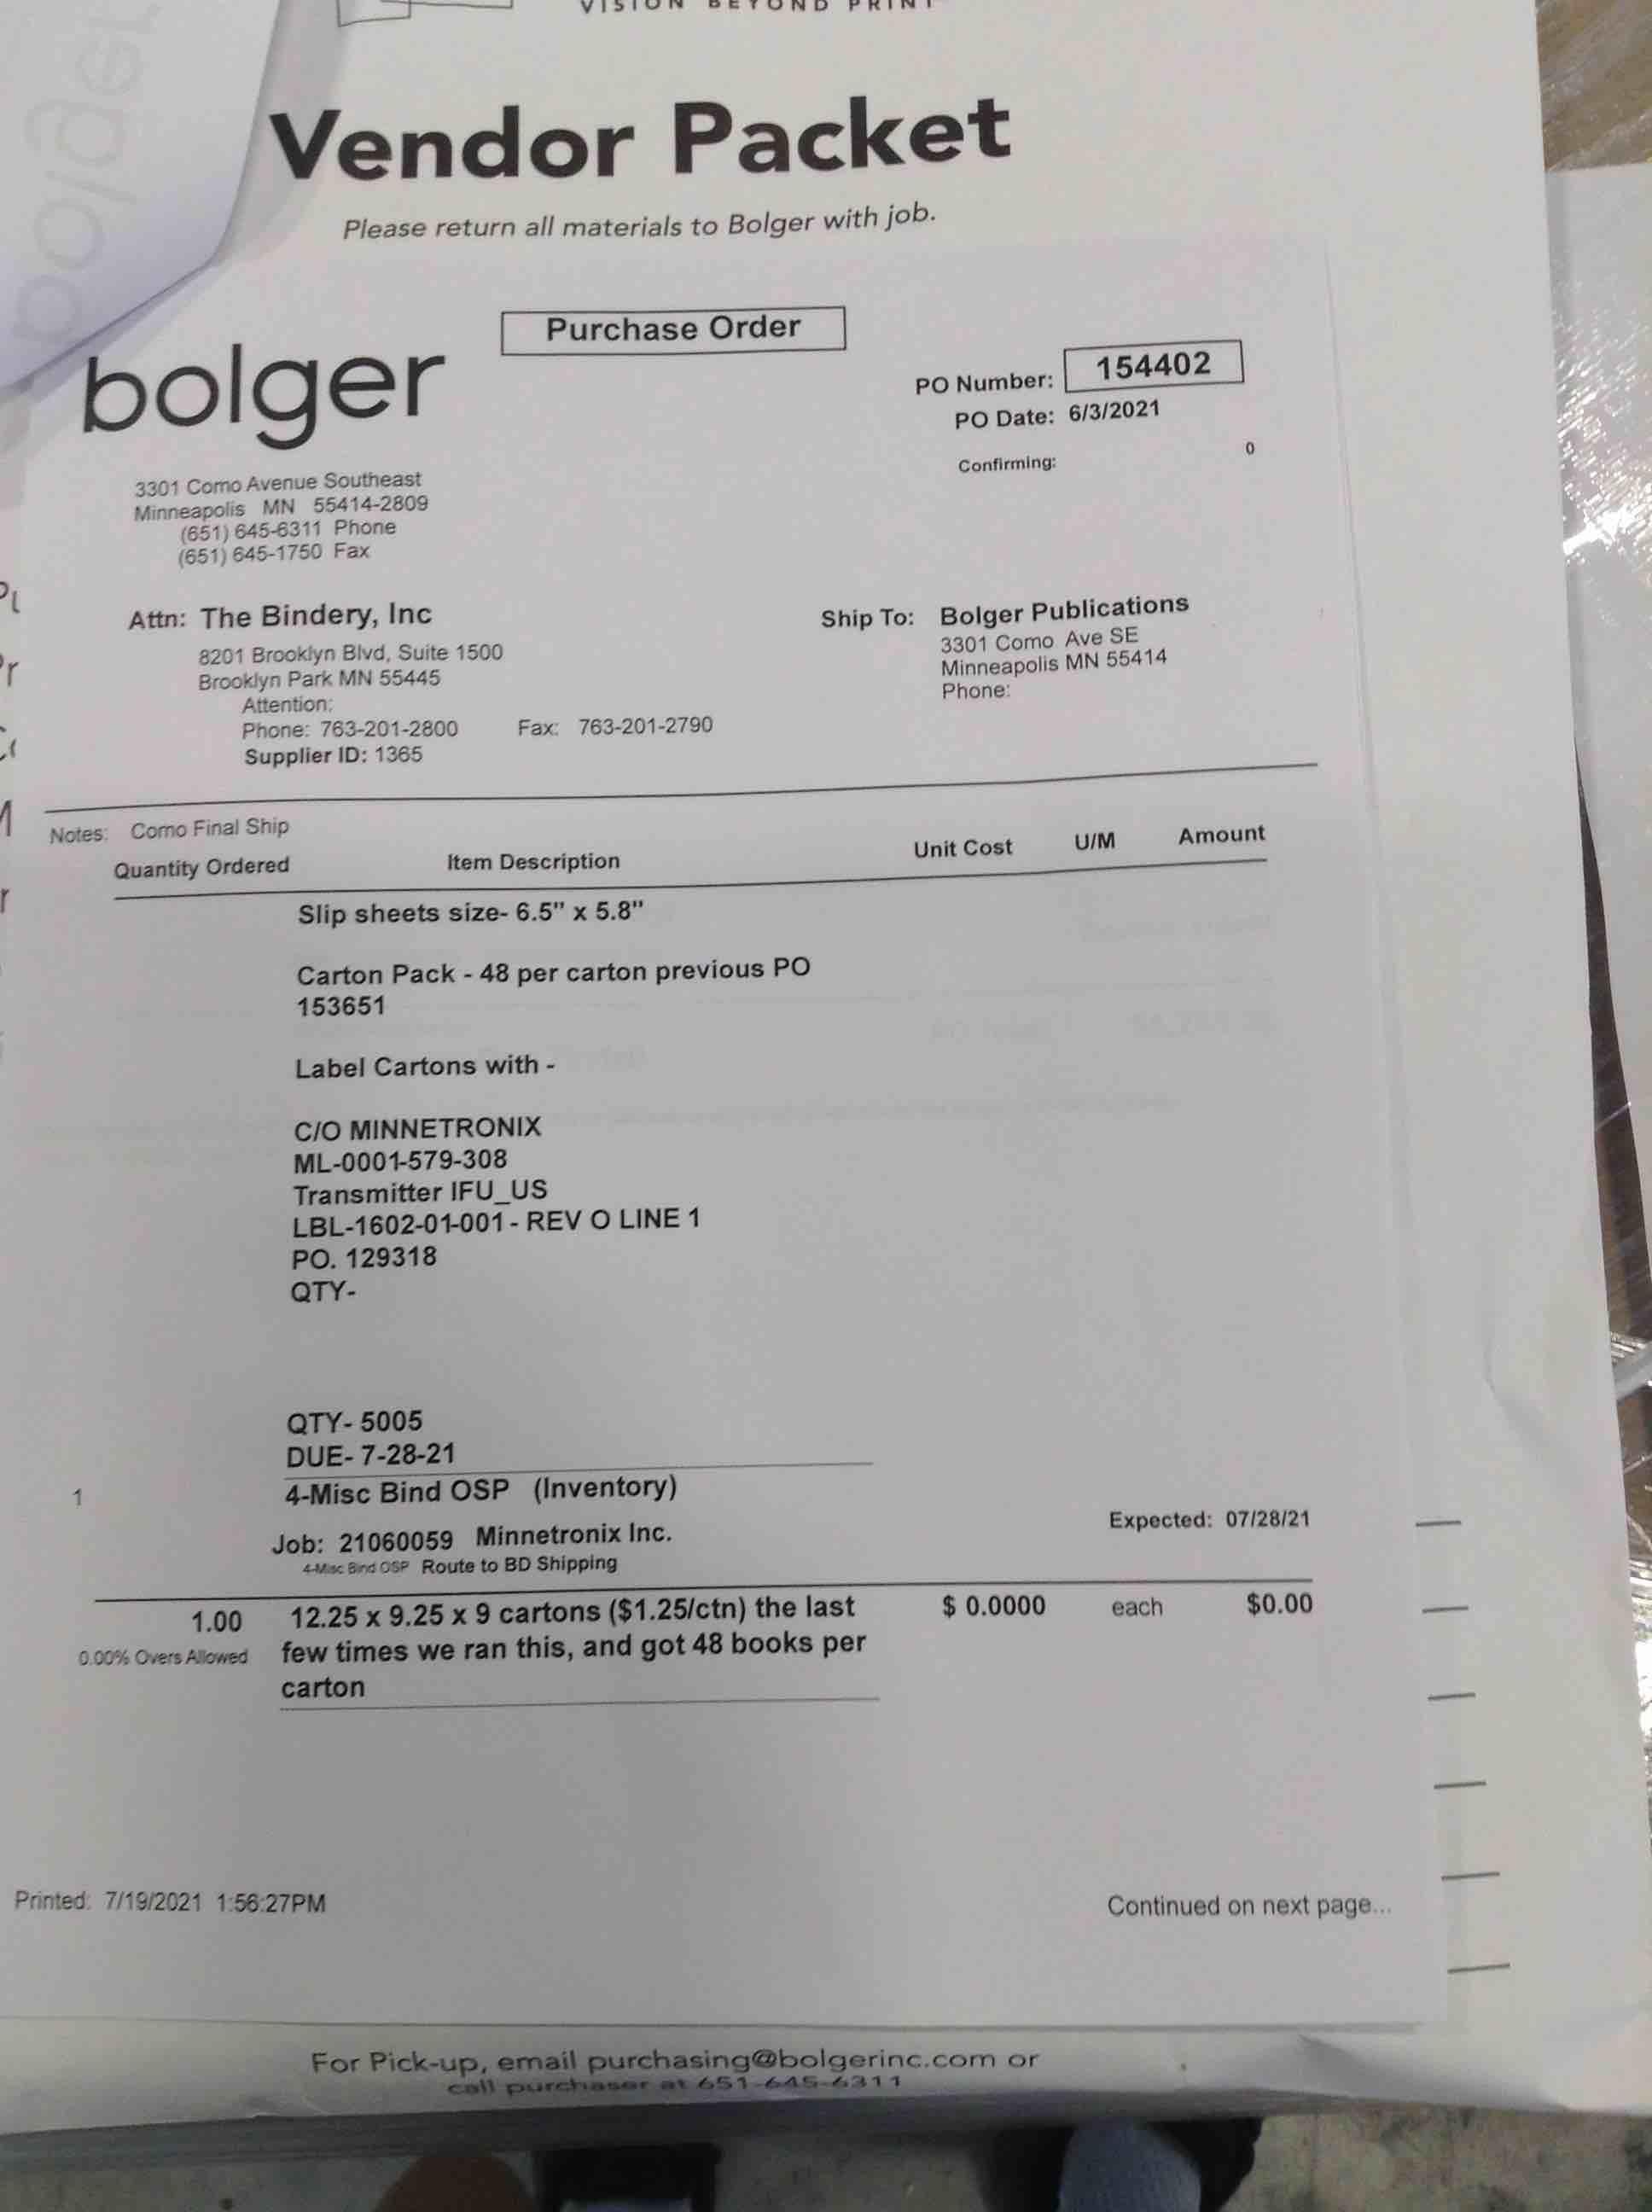 VISION BEYOND PRINT
Vendor Packet
Please return all materials to Bolger with job.
Purchase Order
bolger
PO Number: 154402
PO Date: 6/3/2021
Confirming: 0
3301 Como Avenue Southeast
Minneapolis MN 55414-2809
(651) 645-6311 Phone
(651) 645-1750 Fax
Attn: The Bindery, Inc
8201 Brooklyn Blvd, Suite 1500
Brooklyn Park MN 55445
Attention:
Phone: 763-201-2800 Fax: 763-201-2790
Supplier ID: 1365
Ship To: Bolger Publications
3301 Como Ave SE
Minneapolis MN 55414
Phone:
Notes: Como Final Ship
Quantity Ordered Item Description Unit Cost U/M Amount
Slip sheets size- 6.5" x 5.8"
Carton Pack - 48 per carton previous PO
153651
Label Cartons with -
C/O MINNETRONIX
ML-0001-579-308
Transmitter IFU_US
LBL-1602-01-001 - REV O LINE 1
PO. 129318
QTY-
QTY- 5005
DUE- 7-28-21
1 4-Misc Bind OSP (Inventory)
Job: 21060059 Minnetronix Inc. Expected: 07/28/21
4-Misc Bind OSP Route to BD Shipping
1.00 12.25 x 9.25 x 9 cartons ($1.25/ctn) the last $ 0.0000 each $0.00
0.00% Overs Allowed few times we ran this, and got 48 books per
carton
Printed: 7/19/2021 1:56:27PM Continued on next page...
For Pick-up, email purchasing@bolgerinc.com or
call purchaser at 651-645-6311